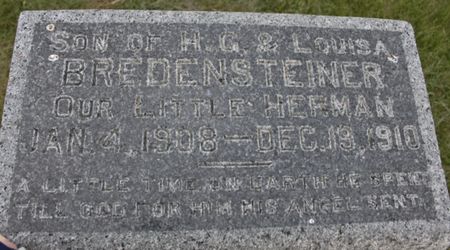 SON OF H. G. & LOUISA
BREDENSTEINER
OUR LITTLE HERMAN
JAN. 4, 1908 — DEC. 19, 1910
A LITTLE TIME ON EARTH HE SPENT
TILL GOD FOR HIM HIS ANGEL SENT.